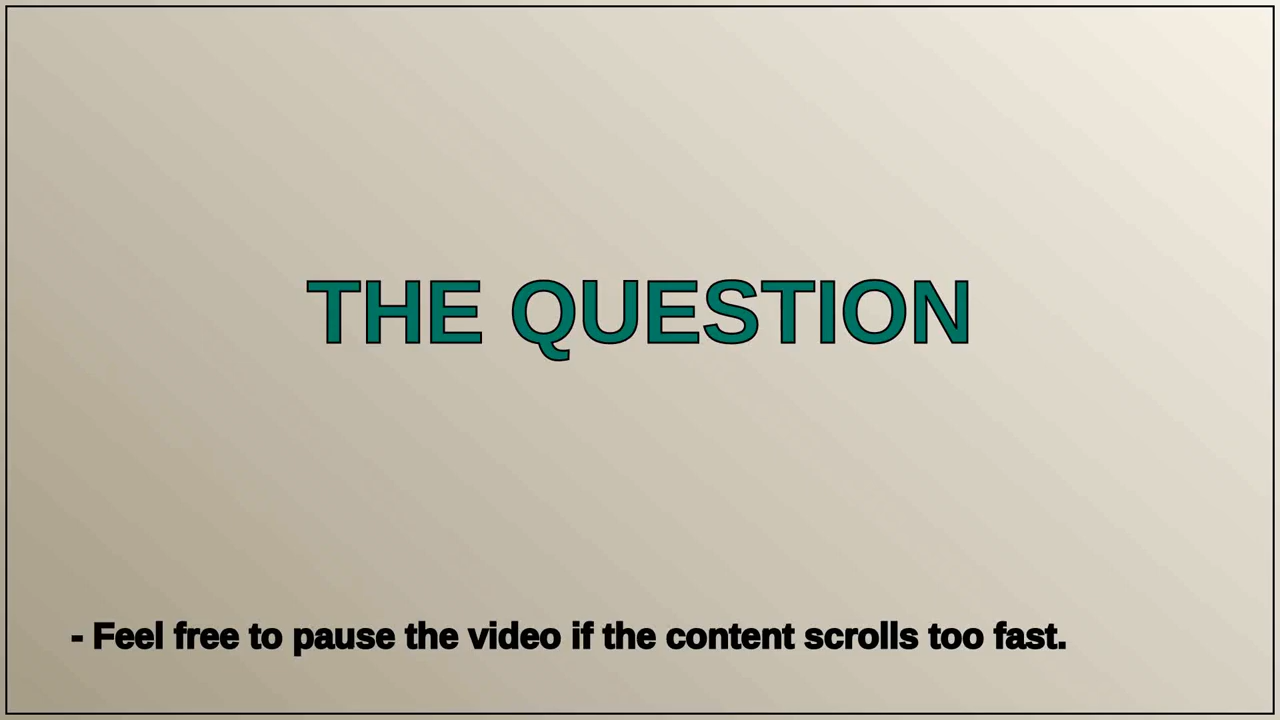 THE QUESTION
- Feel free to pause the video if the content scrolls too fast.